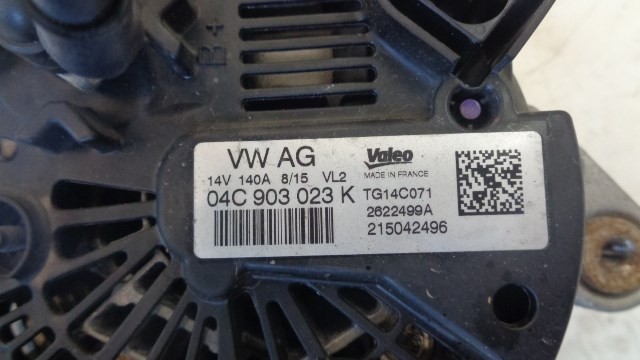 B+
VW AG
14V 140A 8/15 VL2
04C 903 023 K
Valeo
MADE IN FRANCE
TG14C071
2622499A
215042496